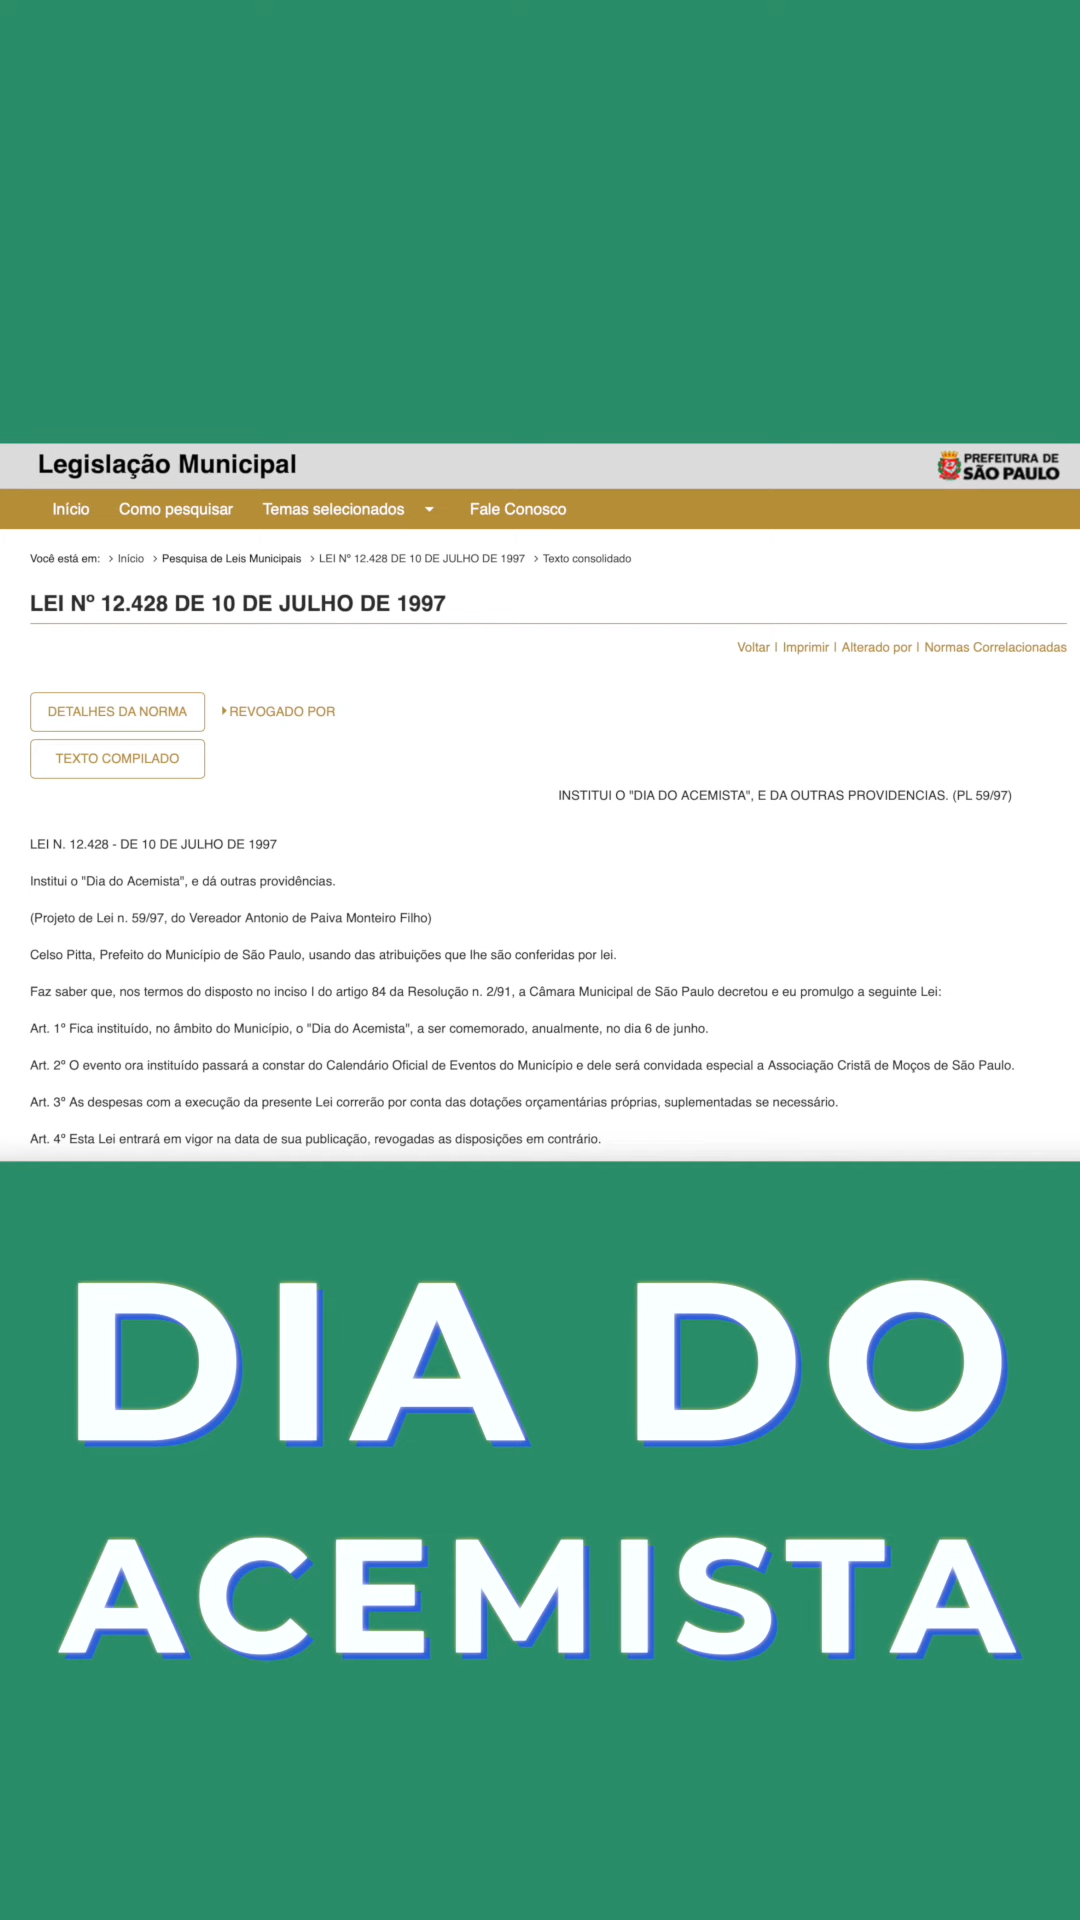 Legislação Municipal
PREFEITURA DE
SÃO PAULO
Início Como pesquisar Temas selecionados Fale Conosco
Você está em: > Início > Pesquisa de Leis Municipais > LEI Nº 12.428 DE 10 DE JULHO DE 1997 > Texto consolidado
LEI Nº 12.428 DE 10 DE JULHO DE 1997
Voltar | Imprimir | Alterado por | Normas Correlacionadas
DETALHES DA NORMA REVOGADO POR
TEXTO COMPILADO
INSTITUI O "DIA DO ACEMISTA", E DA OUTRAS PROVIDENCIAS. (PL 59/97)
LEI N. 12.428 - DE 10 DE JULHO DE 1997
Institui o "Dia do Acemista", e dá outras providências.
(Projeto de Lei n. 59/97, do Vereador Antonio de Paiva Monteiro Filho)
Celso Pitta, Prefeito do Município de São Paulo, usando das atribuições que lhe são conferidas por lei.
Faz saber que, nos termos do disposto no inciso I do artigo 84 da Resolução n. 2/91, a Câmara Municipal de São Paulo decretou e eu promulgo a seguinte Lei:
Art. 1º Fica instituído, no âmbito do Município, o "Dia do Acemista", a ser comemorado, anualmente, no dia 6 de junho.
Art. 2º O evento ora instituído passará a constar do Calendário Oficial de Eventos do Município e dele será convidada especial a Associação Cristã de Moços de São Paulo.
Art. 3º As despesas com a execução da presente Lei correrão por conta das dotações orçamentárias próprias, suplementadas se necessário.
Art. 4º Esta Lei entrará em vigor na data de sua publicação, revogadas as disposições em contrário.
DIA DO
ACEMISTA